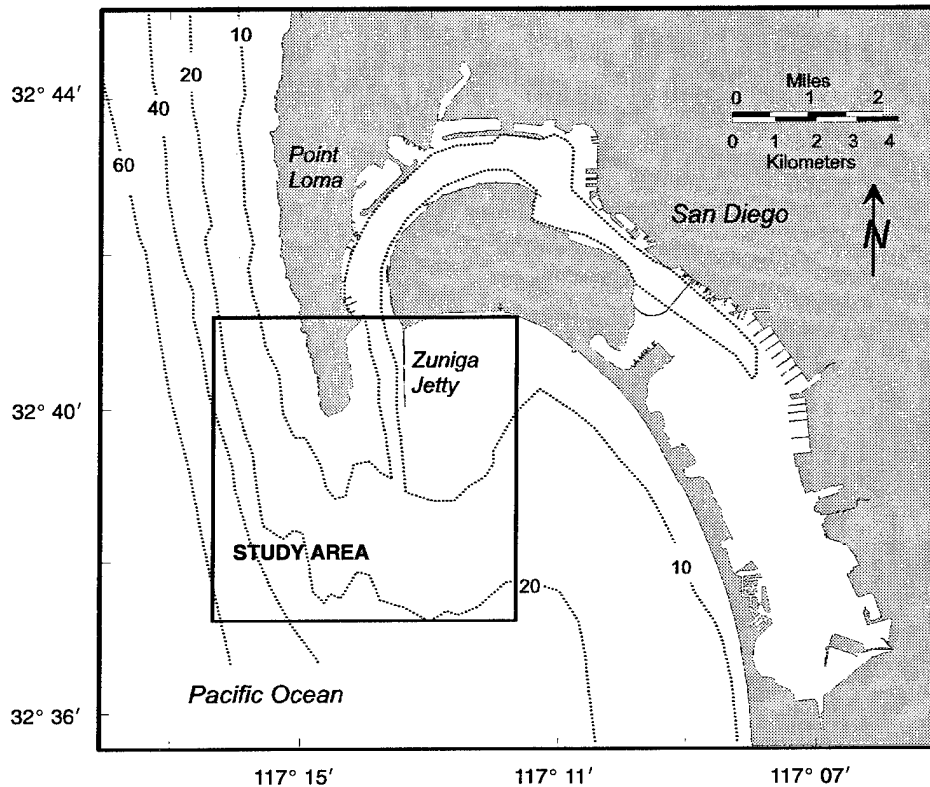 10
20
40
60
32° 44′
Miles
0 1 2
0 1 2 3 4
Kilometers
Point
Loma
San Diego
N
Zuniga
Jetty
32° 40′
STUDY AREA
10
20
Pacific Ocean
32° 36′
117° 15′
117° 11′
117° 07′